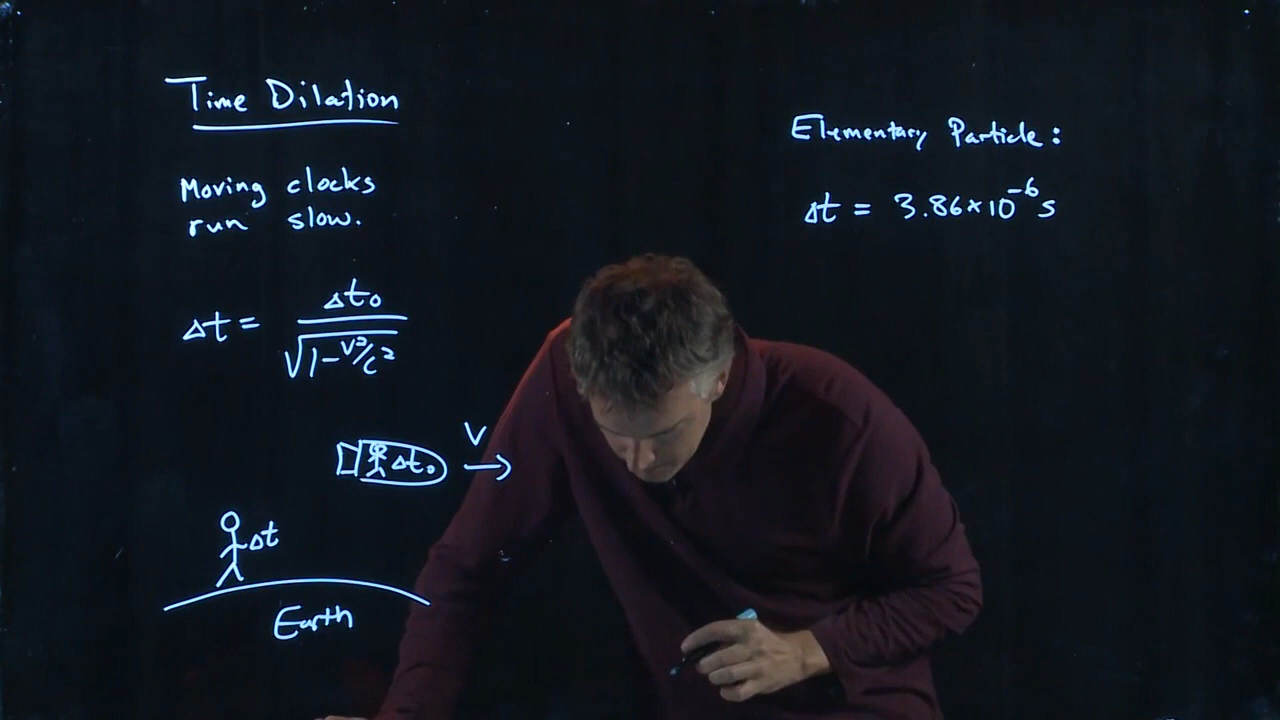 Time Dilation
Moving clocks
run slow.
Δt = Δt₀ / √(1 - v²/c²)
Δt₀ v
Δt
Earth
Elementary Particle:
Δt = 3.86×10⁻⁶ s